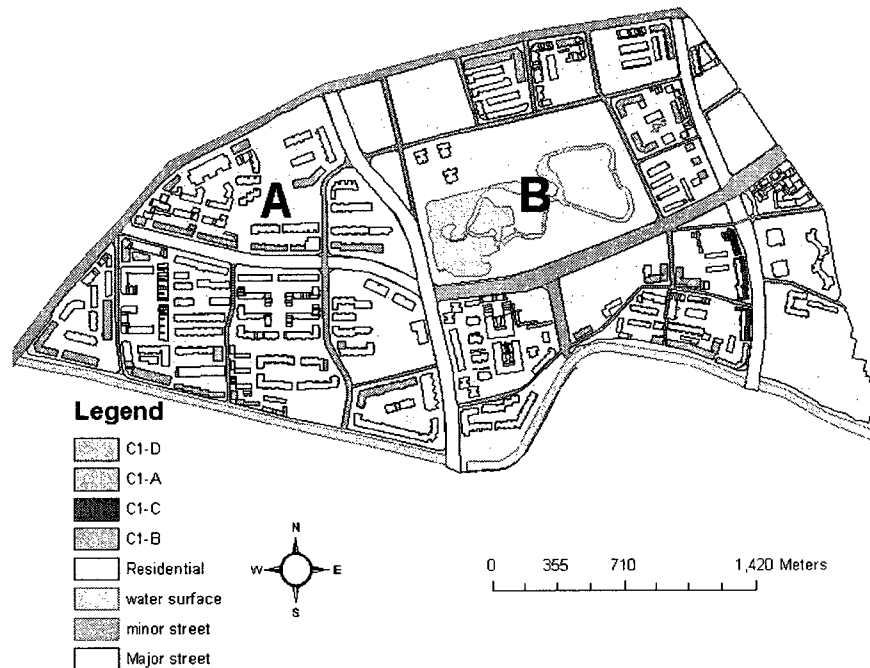 A
B
Legend
C1-D
C1-A
C1-C
C1-B
Residential
water surface
minor street
Major street
N
W E
S
0 355 710 1,420 Meters